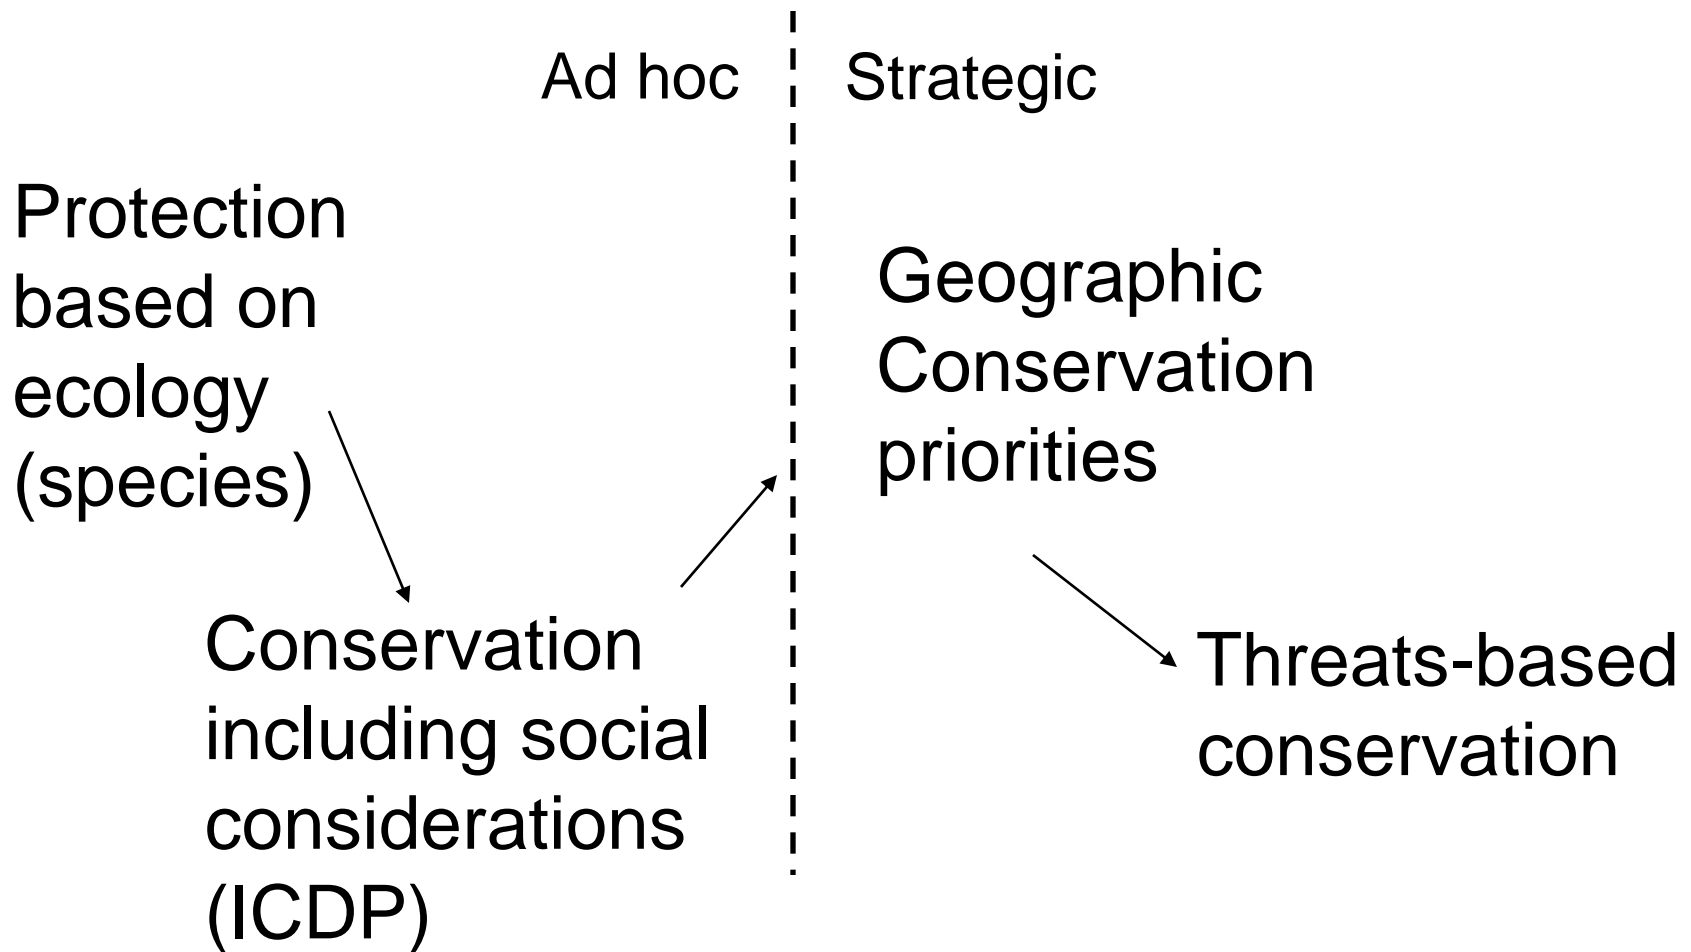 Ad hoc
Strategic
Protection
based on
ecology
(species)
Conservation
including social
considerations
(ICDP)
Geographic
Conservation
priorities
Threats-based
conservation